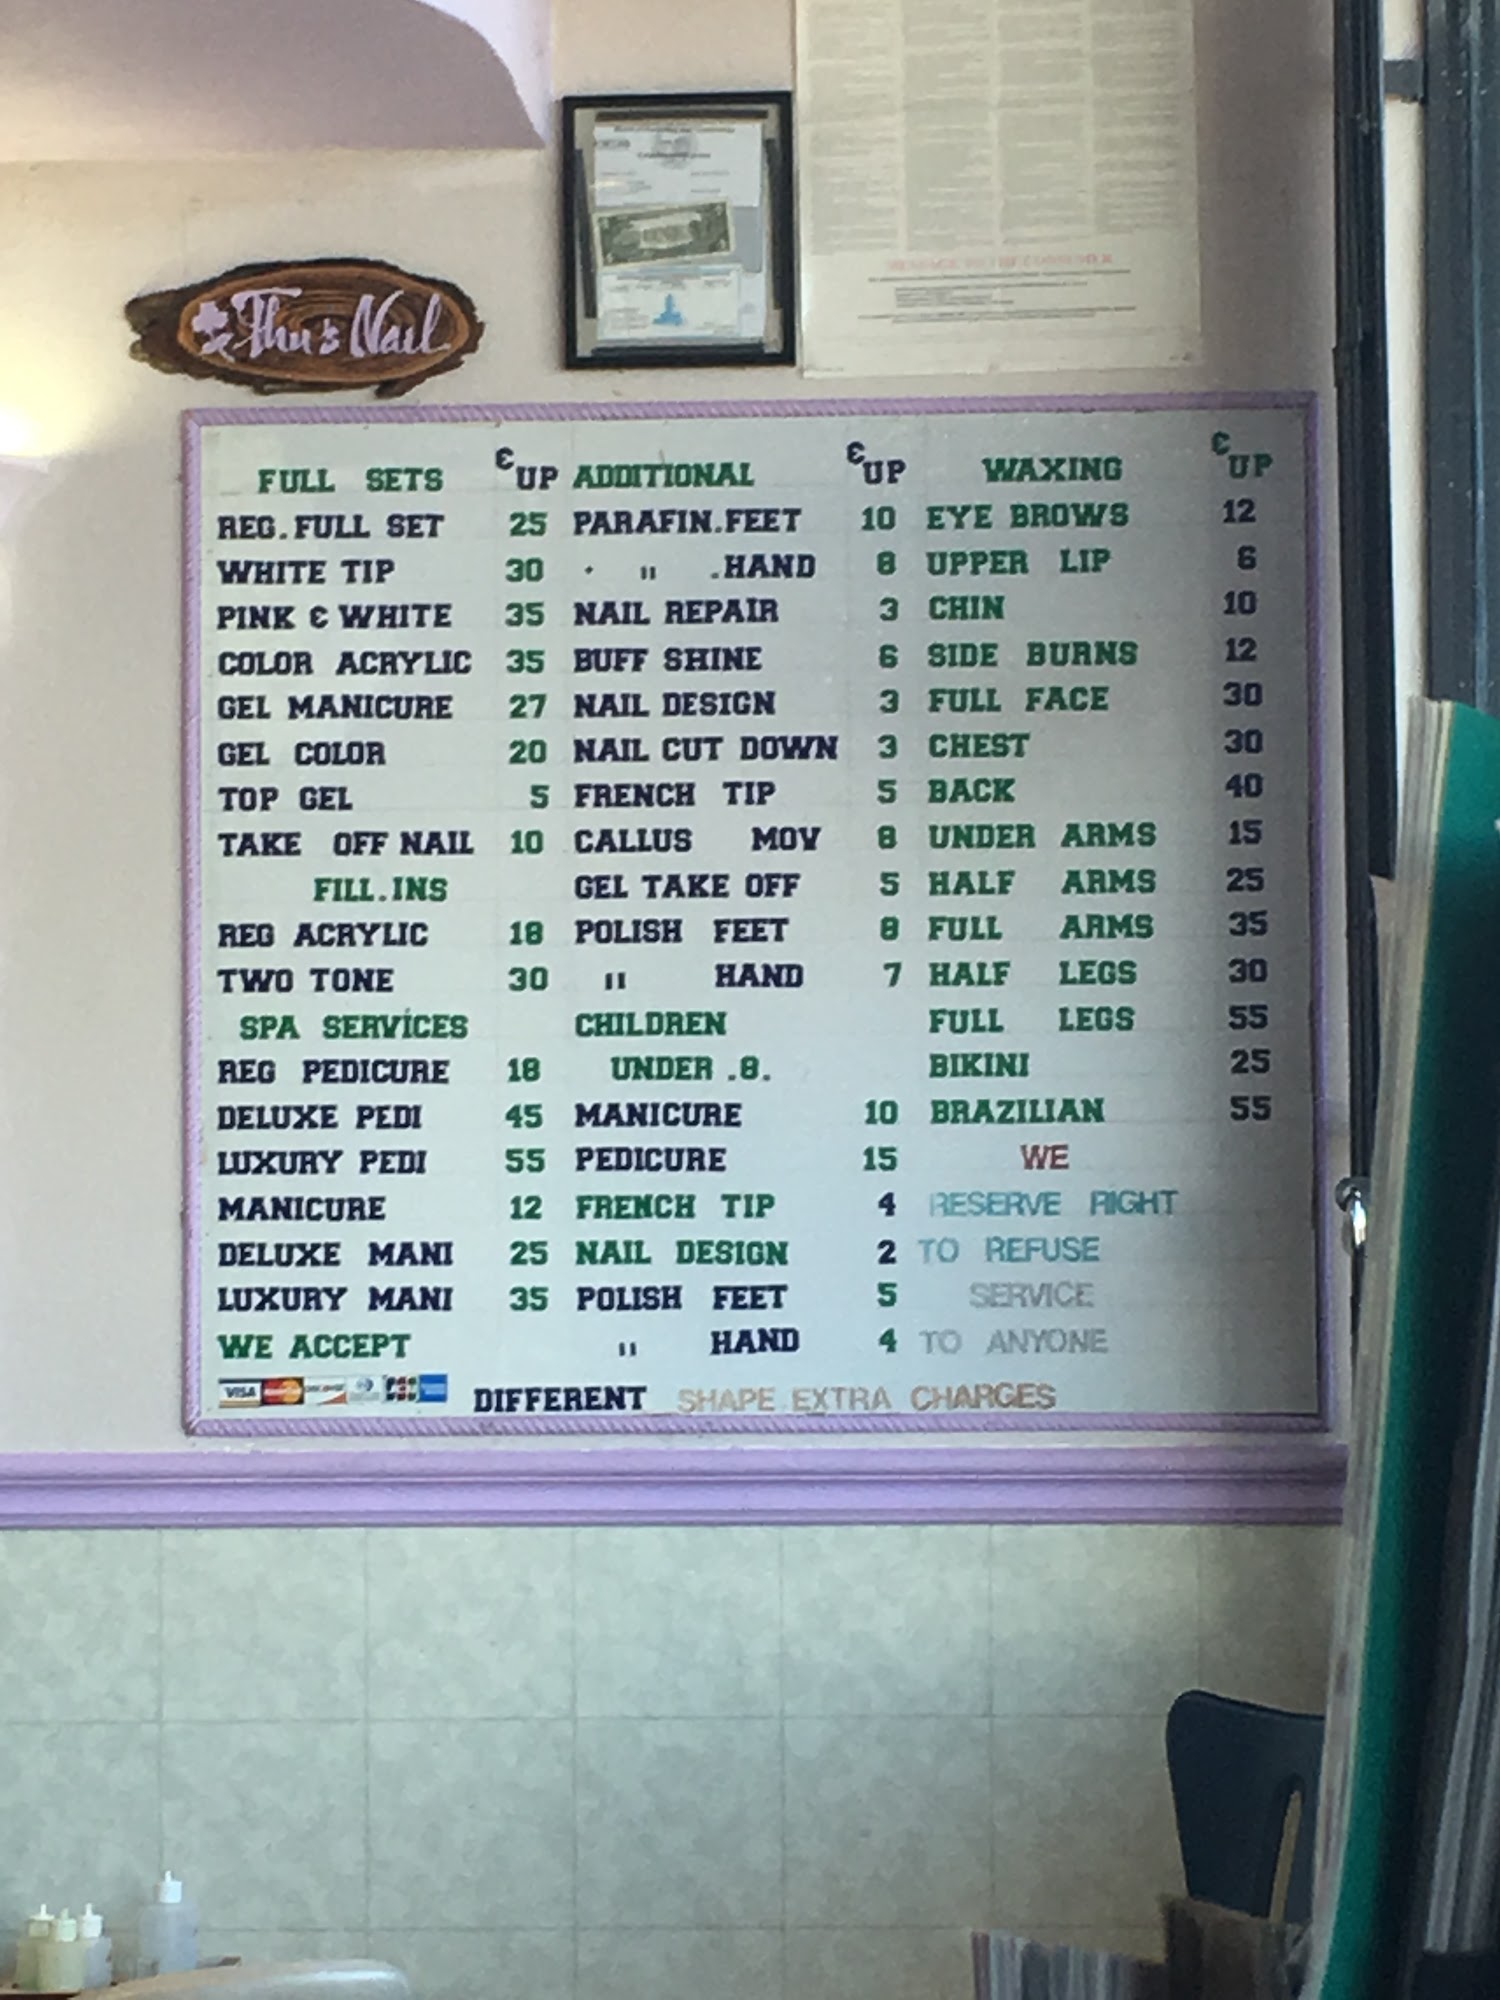 Thu's Nail
FULL SETS & UP
REG. FULL SET 25
WHITE TIP 30
PINK & WHITE 35
COLOR ACRYLIC 35
GEL MANICURE 27
GEL COLOR 20
TOP GEL 5
TAKE OFF NAIL 10
FILL.INS
REG ACRYLIC 18
TWO TONE 30
SPA SERVICES
REG PEDICURE 18
DELUXE PEDI 45
LUXURY PEDI 55
MANICURE 12
DELUXE MANI 25
LUXURY MANI 35
WE ACCEPT
VISA
ADDITIONAL & UP
PARAFIN.FEET 10
" .HAND 8
NAIL REPAIR 3
BUFF SHINE 6
NAIL DESIGN 3
NAIL CUT DOWN 3
FRENCH TIP 5
CALLUS MOV 8
GEL TAKE OFF 5
POLISH FEET 8
" HAND 7
CHILDREN
UNDER .8.
MANICURE 10
PEDICURE 15
FRENCH TIP 4
NAIL DESIGN 2
POLISH FEET 5
" HAND 4
WAXING & UP
EYE BROWS 12
UPPER LIP 6
CHIN 10
SIDE BURNS 12
FULL FACE 30
CHEST 30
BACK 40
UNDER ARMS 15
HALF ARMS 25
FULL ARMS 35
HALF LEGS 30
FULL LEGS 55
BIKINI 25
BRAZILIAN 55
WE
RESERVE RIGHT
TO REFUSE
SERVICE
TO ANYONE
DIFFERENT SHAPE EXTRA CHARGES